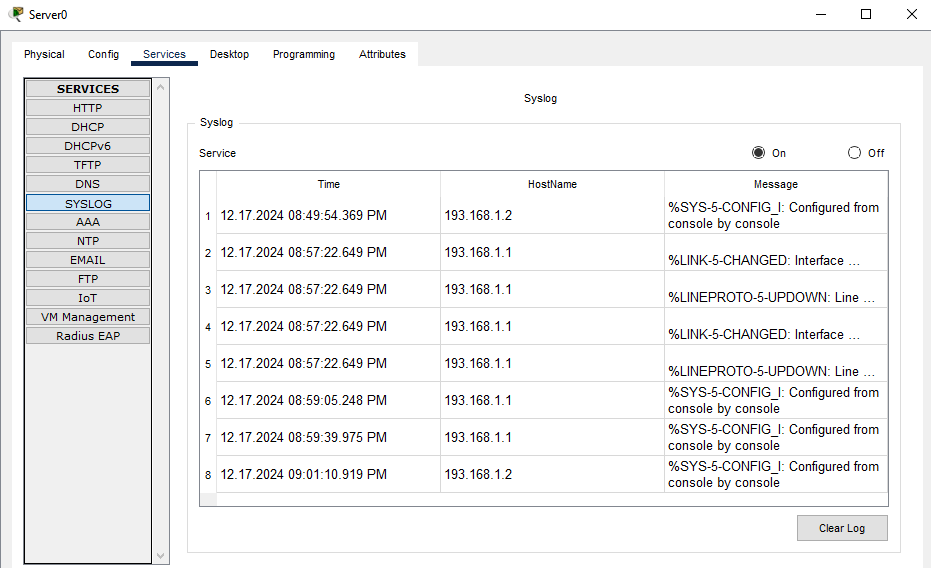 Server0
Physical Config Services Desktop Programming Attributes
SERVICES
HTTP
DHCP
DHCPv6
TFTP
DNS
SYSLOG
AAA
NTP
EMAIL
FTP
IoT
VM Management
Radius EAP
Syslog
Syslog
Service On Off
Time HostName Message
1 12.17.2024 08:49:54.369 PM 193.168.1.2 %SYS-5-CONFIG_I: Configured from
console by console
2 12.17.2024 08:57:22.649 PM 193.168.1.1 %LINK-5-CHANGED: Interface ...
3 12.17.2024 08:57:22.649 PM 193.168.1.1 %LINEPROTO-5-UPDOWN: Line ...
4 12.17.2024 08:57:22.649 PM 193.168.1.1 %LINK-5-CHANGED: Interface ...
5 12.17.2024 08:57:22.649 PM 193.168.1.1 %LINEPROTO-5-UPDOWN: Line ...
6 12.17.2024 08:59:05.248 PM 193.168.1.1 %SYS-5-CONFIG_I: Configured from
console by console
7 12.17.2024 08:59:39.975 PM 193.168.1.1 %SYS-5-CONFIG_I: Configured from
console by console
8 12.17.2024 09:01:10.919 PM 193.168.1.2 %SYS-5-CONFIG_I: Configured from
console by console
Clear Log